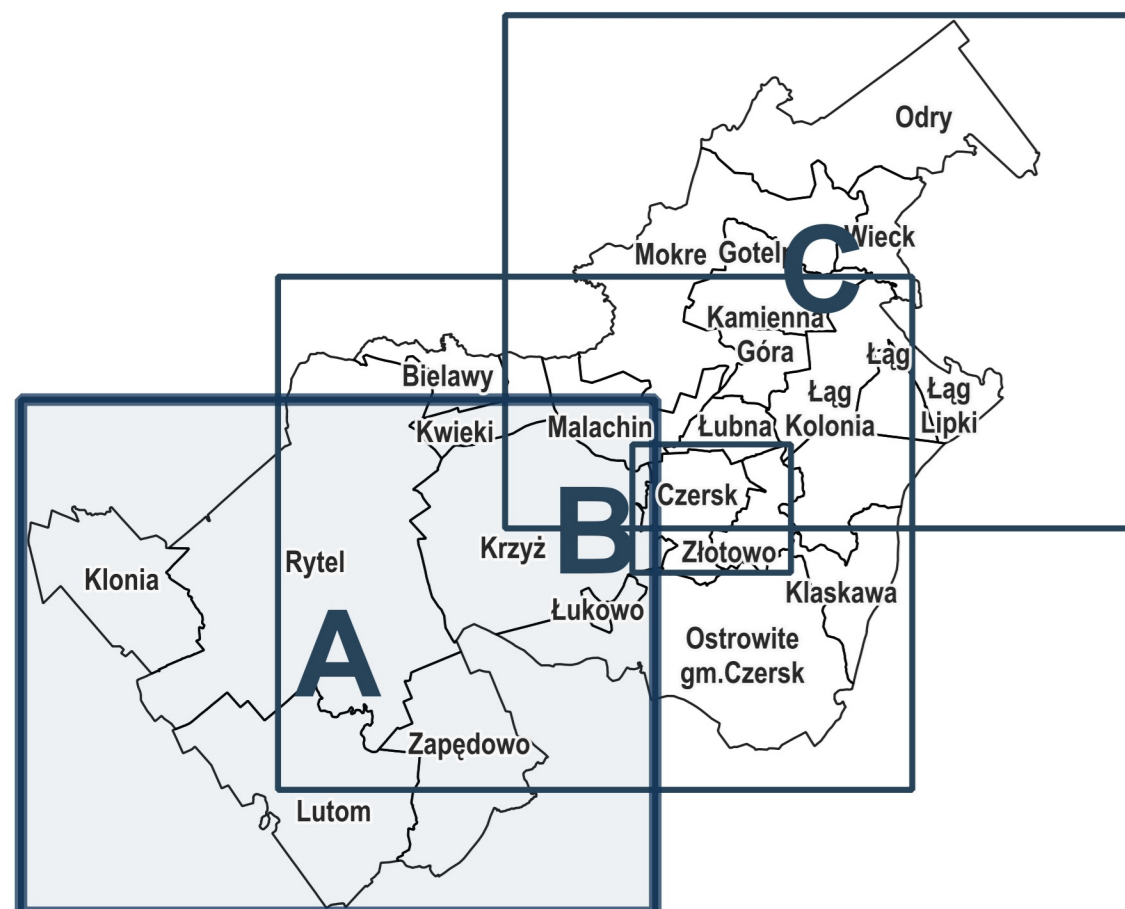 Odry
Wieck
Mokre
Gotelp
C
Kamienna
Góra
Łąg
Bielawy
Łąg
Kolonia
Łąg
Lipki
Kwieki
Malachin
Łubna
Czersk
B
Krzyż
Złotowo
Rytel
Klonia
Łukowo
Klaskawa
A
Ostrowite
gm.Czersk
Zapędowo
Lutom